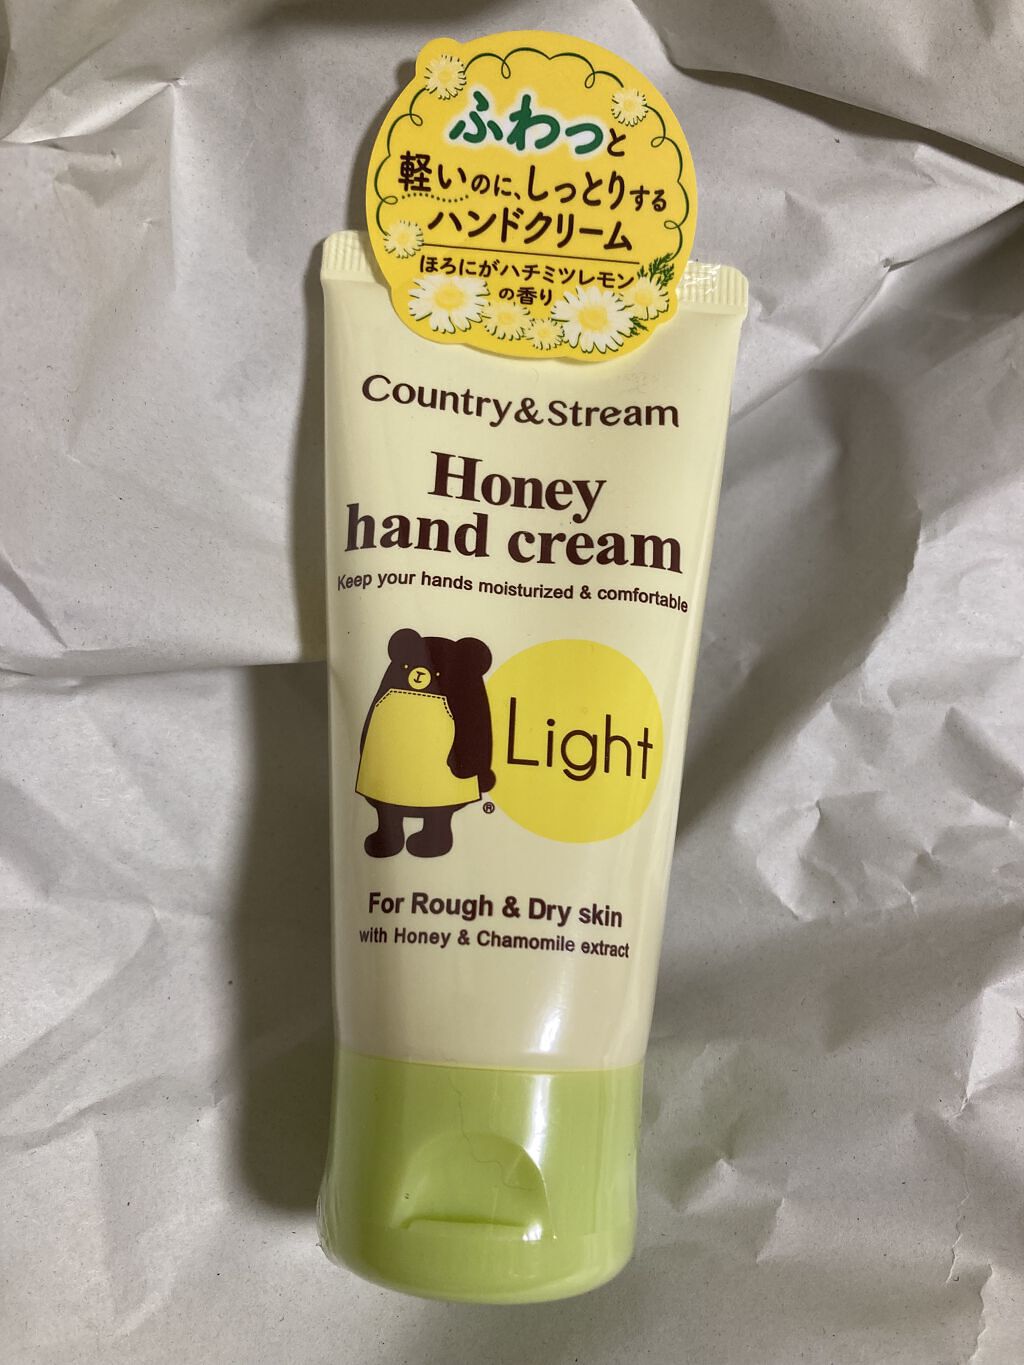 ふわっと
軽いのに、しっとりする
ハンドクリーム
ほろにがハチミツレモン
の香り
Country&Stream
Honey
hand cream
Keep your hands moisturized & comfortable
Light
®
For Rough & Dry skin
with Honey & Chamomile extract